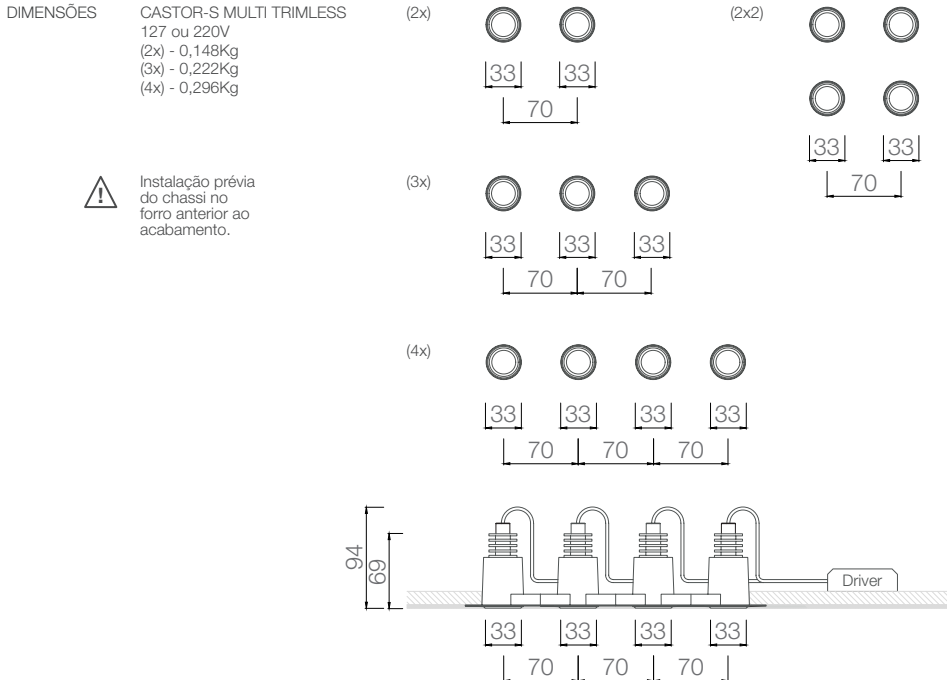 DIMENSÕES
CASTOR-S MULTI TRIMLESS
127 ou 220V
(2x) - 0,148Kg
(3x) - 0,222Kg
(4x) - 0,296Kg
Instalação prévia
do chassi no
forro anterior ao
acabamento.
(2x)
33 33
70
(2x2)
33 33
70
(3x)
33 33 33
70 70
(4x)
33 33 33 33
70 70 70
94
69
Driver
33 33 33 33
70 70 70